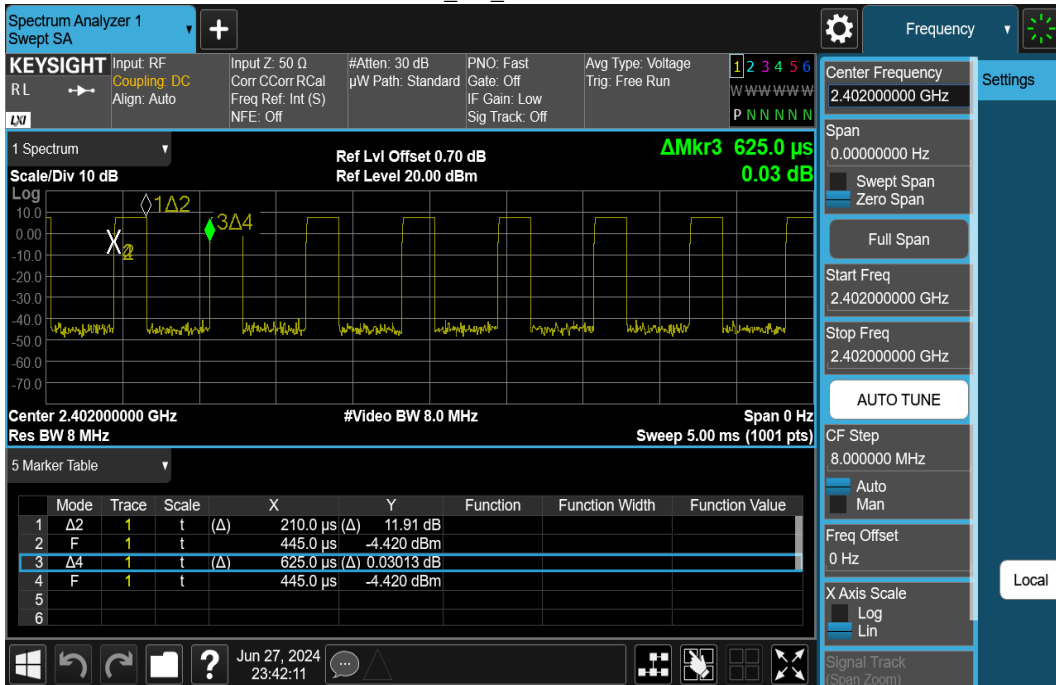 Spectrum Analyzer 1
Swept SA
Frequency
KEYSIGHT
RL
LXI
Input: RF
Coupling: DC
Align: Auto
Input Z: 50 Ω
Corr CCorr RCal
Freq Ref: Int (S)
NFE: Off
#Atten: 30 dB
µW Path: Standard
PNO: Fast
Gate: Off
IF Gain: Low
Sig Track: Off
Avg Type: Voltage
Trig: Free Run
1 2 3 4 5 6
W W W W W W
P N N N N N
1 Spectrum
Scale/Div 10 dB
Ref Lvl Offset 0.70 dB
Ref Level 20.00 dBm
ΔMkr3 625.0 µs
0.03 dB
Log
10.0
0.00
-10.0
-20.0
-30.0
-40.0
-50.0
-60.0
-70.0
1Δ2
3Δ4
Center 2.402000000 GHz
#Video BW 8.0 MHz
Span 0 Hz
Res BW 8 MHz
Sweep 5.00 ms (1001 pts)
5 Marker Table
Mode Trace Scale X Y Function Function Width Function Value
1 Δ2 1 t (Δ) 210.0 µs (Δ) 11.91 dB
2 F 1 t 445.0 µs -4.420 dBm
3 Δ4 1 t (Δ) 625.0 µs (Δ) 0.03013 dB
4 F 1 t 445.0 µs -4.420 dBm
5
6
?
Jun 27, 2024
23:42:11
Center Frequency
2.402000000 GHz
Span
0.00000000 Hz
Swept Span
Zero Span
Full Span
Start Freq
2.402000000 GHz
Stop Freq
2.402000000 GHz
AUTO TUNE
CF Step
8.000000 MHz
Auto
Man
Freq Offset
0 Hz
X Axis Scale
Log
Lin
Signal Track
(Span Zoom)
Settings
Local